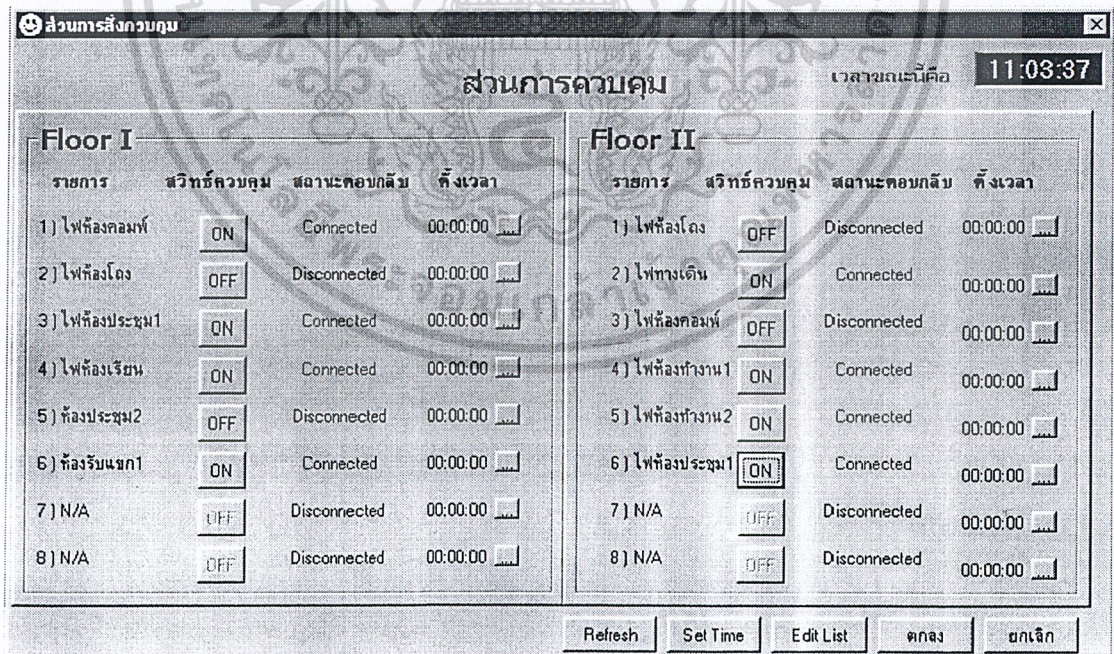 ส่วนการสั่งควบคุม
ส่วนการควบคุม
เวลาขณะนี้คือ 11:03:37
Floor I
รายการ สวิทธ์ควบคุม สถานะตอบกลับ ตั้งเวลา
1 ) ไฟห้องคอมพ์ ON Connected 00:00:00 ....
2 ) ไฟห้องโถง OFF Disconnected 00:00:00 ....
3 ) ไฟห้องประชุม1 ON Connected 00:00:00 ....
4 ) ไฟห้องเรียน ON Connected 00:00:00 ....
5 ) ห้องประชุม2 OFF Disconnected 00:00:00 ....
6 ) ห้องรับแขก1 ON Connected 00:00:00 ....
7 ) N/A OFF Disconnected 00:00:00 ....
8 ) N/A OFF Disconnected 00:00:00 ....
Floor II
รายการ สวิทธ์ควบคุม สถานะตอบกลับ ตั้งเวลา
1 ) ไฟห้องโถง OFF Disconnected 00:00:00 ....
2 ) ไฟทางเดิน ON Connected 00:00:00 ....
3 ) ไฟห้องคอมพ์ OFF Disconnected 00:00:00 ....
4 ) ไฟห้องทำงาน1 ON Connected 00:00:00 ....
5 ) ไฟห้องทำงาน2 ON Connected 00:00:00 ....
6 ) ไฟห้องประชุม1 ON Connected 00:00:00 ....
7 ) N/A OFF Disconnected 00:00:00 ....
8 ) N/A OFF Disconnected 00:00:00 ....
Refresh Set Time Edit List ตกลง ยกเลิก